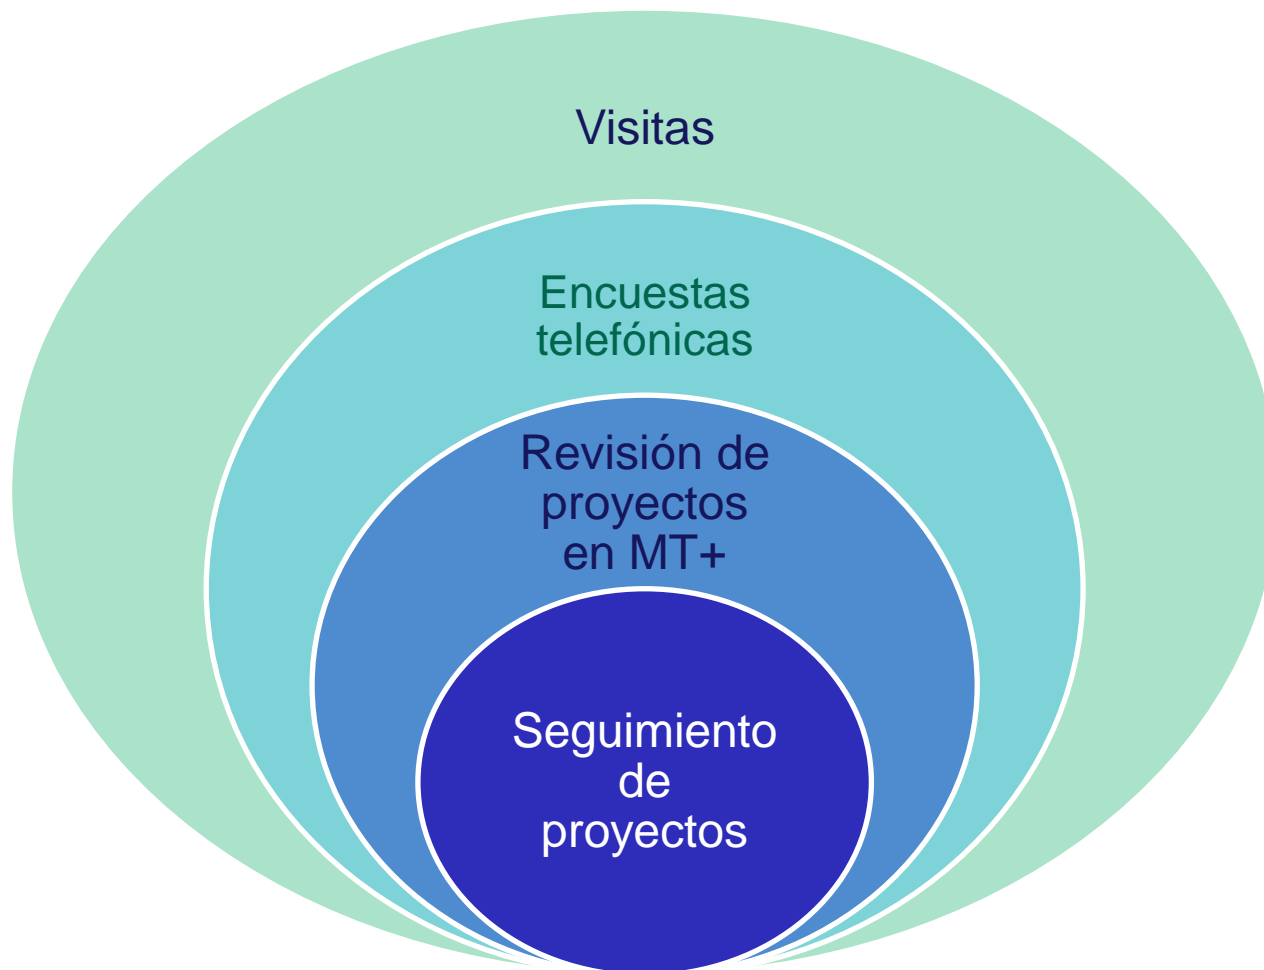 Visitas
Encuestas
telefónicas
Revisión de
proyectos
en MT+
Seguimiento
de
proyectos